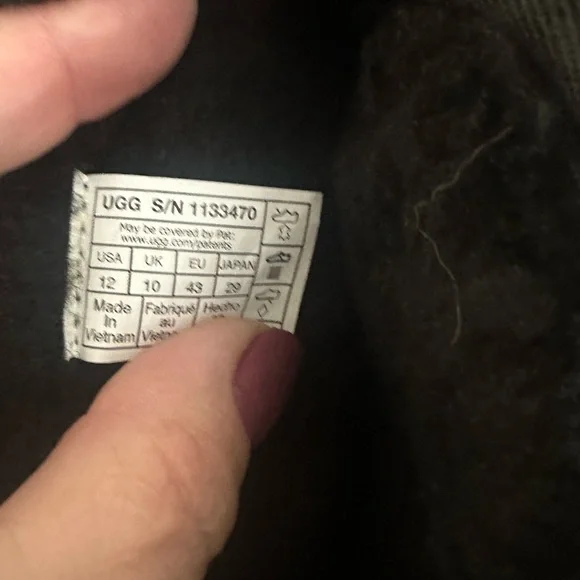 UGG S/N 1133470
May be covered by Pat:
www.ugg.com/patents
USA UK EU JAPAN
12 10 43 29
Made Fabriqué Hecho
In au
Vietnam